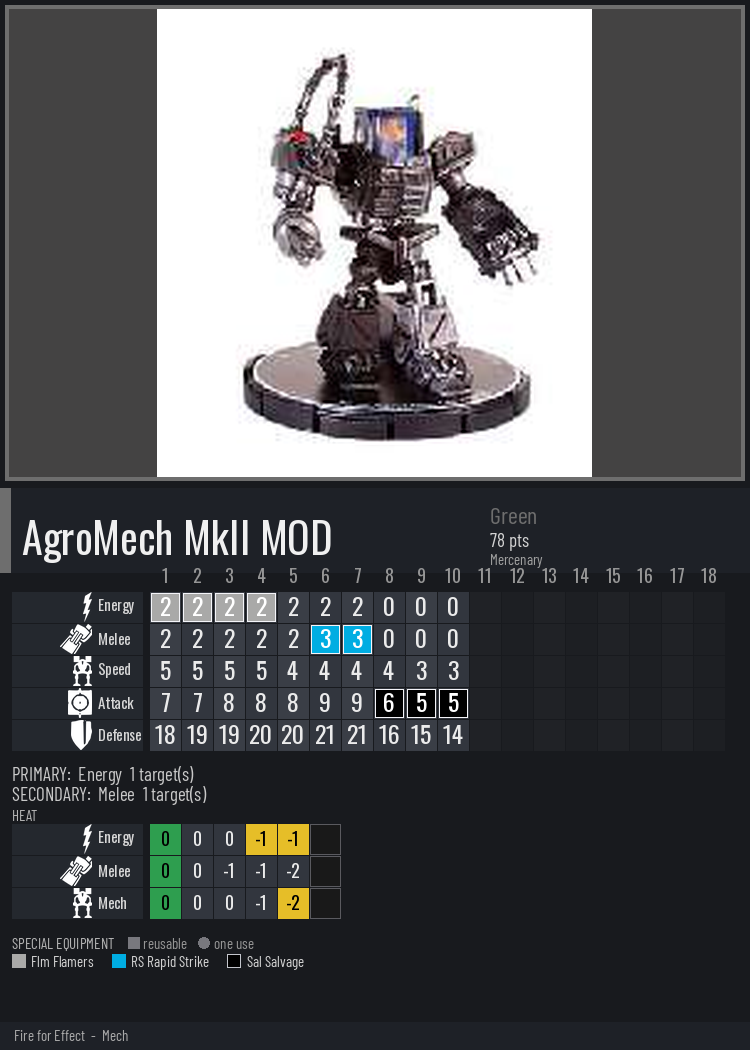 AgroMech MkII MOD
Green
78 pts
Mercenary
1 2 3 4 5 6 7 8 9 10 11 12 13 14 15 16 17 18
Energy 2 2 2 2 2 2 2 0 0 0
Melee 2 2 2 2 2 3 3 0 0 0
Speed 5 5 5 5 4 4 4 4 3 3
Attack 7 7 8 8 8 9 9 6 5 5
Defense 18 19 19 20 20 21 21 16 15 14
PRIMARY: Energy 1 target(s)
SECONDARY: Melee 1 target(s)
HEAT
Energy 0 0 0 -1 -1
Melee 0 0 -1 -1 -2
Mech 0 0 0 -1 -2
SPECIAL EQUIPMENT reusable one use
Flm Flamers RS Rapid Strike Sal Salvage
Fire for Effect - Mech